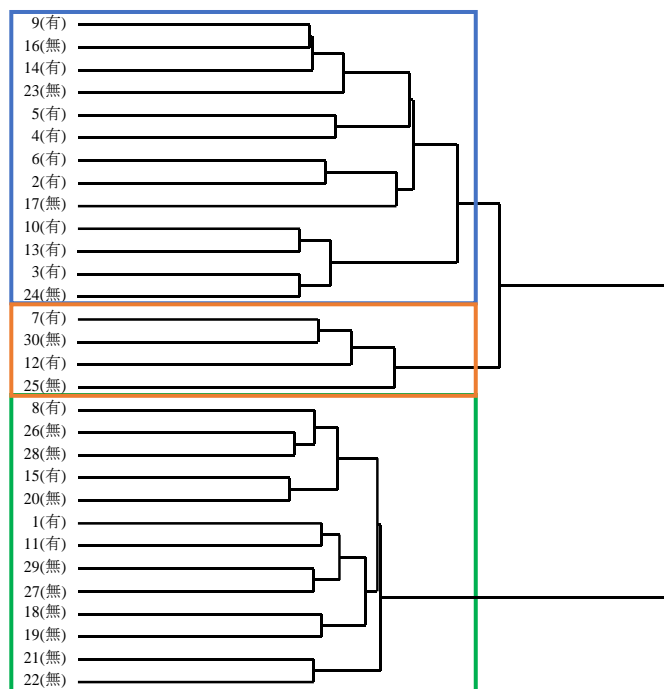 9(有)
16(無)
14(有)
23(無)
5(有)
4(有)
6(有)
2(有)
17(無)
10(有)
13(有)
3(有)
24(無)
7(有)
30(無)
12(有)
25(無)
8(有)
26(無)
28(無)
15(有)
20(無)
1(有)
11(有)
29(無)
27(無)
18(無)
19(無)
21(無)
22(無)